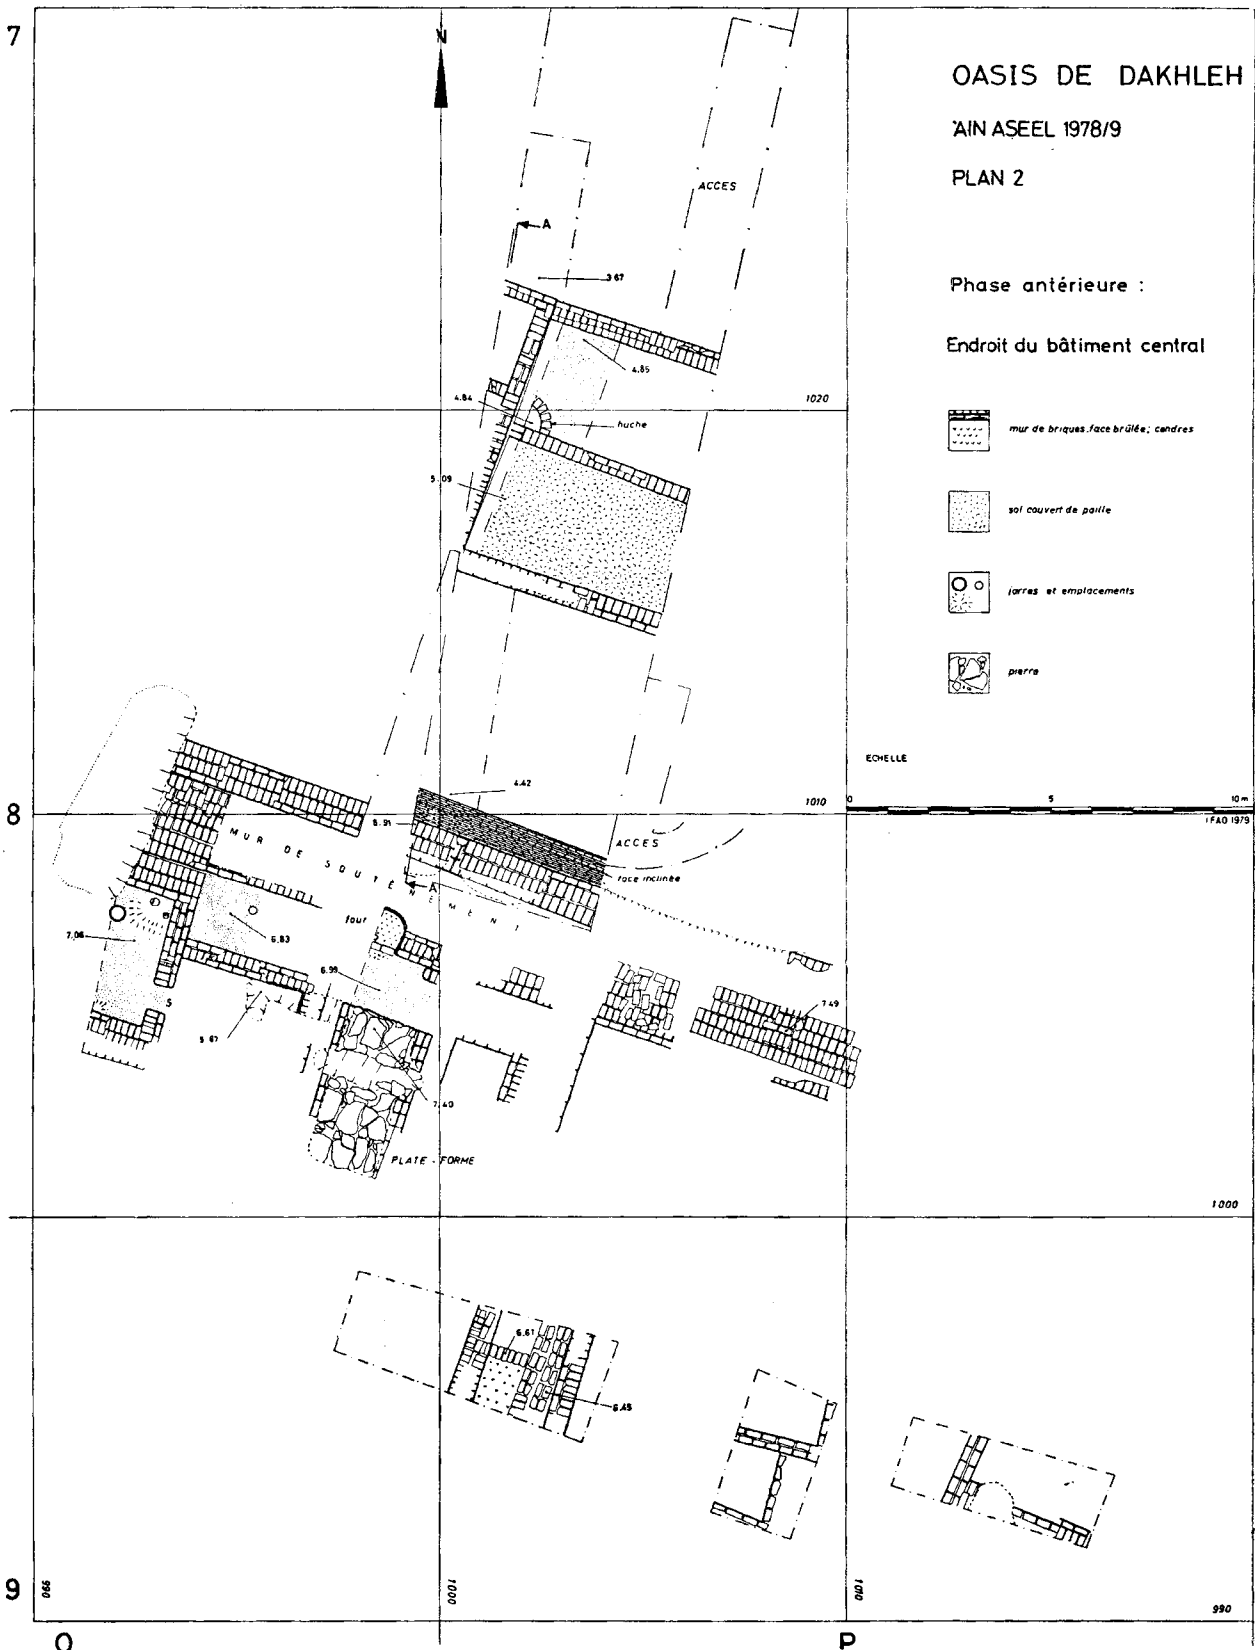 7
N
OASIS DE DAKHLEH
'AIN ASEEL 1978/9
PLAN 2
ACCES
A
3.67
Phase antérieure :
Endroit du bâtiment central
4.85
4.84
1020
huche
mur de briques, face brûlée; cendres
5.09
sol couvert de paille
jarres et emplacements
pierre
ECHELLE
4.42
8
1010
0 5 10 m
IFAO 1979
6.91
MUR DE SOUTÈNEMENT
ACCES
face inclinée
A
four
7.06
6.83
6.99
S
7.49
5.67
7.40
PLATE-FORME
1000
6.61
6.45
9
990
1000
1010
990
O
P